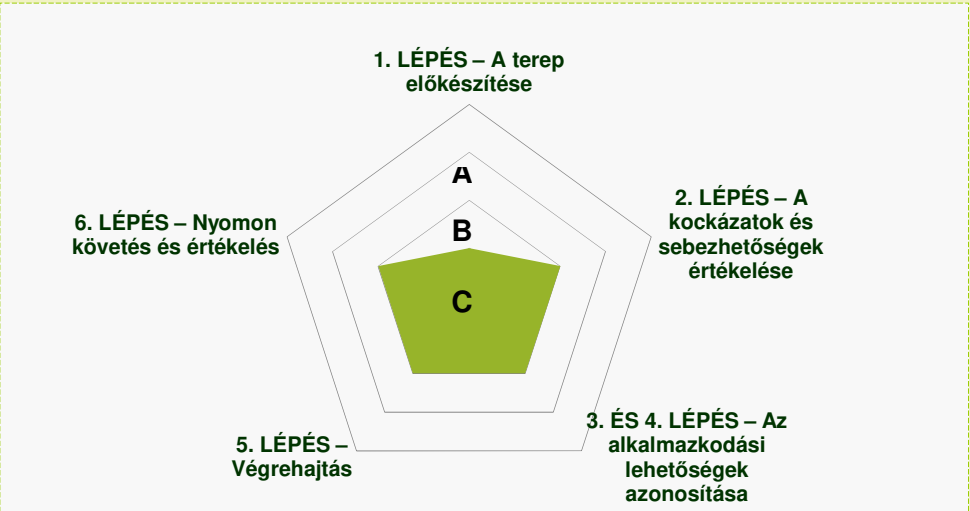 1. LÉPÉS – A terep
előkészítése
A
B
C
2. LÉPÉS – A
kockázatok és
sebezhetőségek
értékelése
3. ÉS 4. LÉPÉS – Az
alkalmazkodási
lehetőségek
azonosítása
5. LÉPÉS –
Végrehajtás
6. LÉPÉS – Nyomon
követés és értékelés